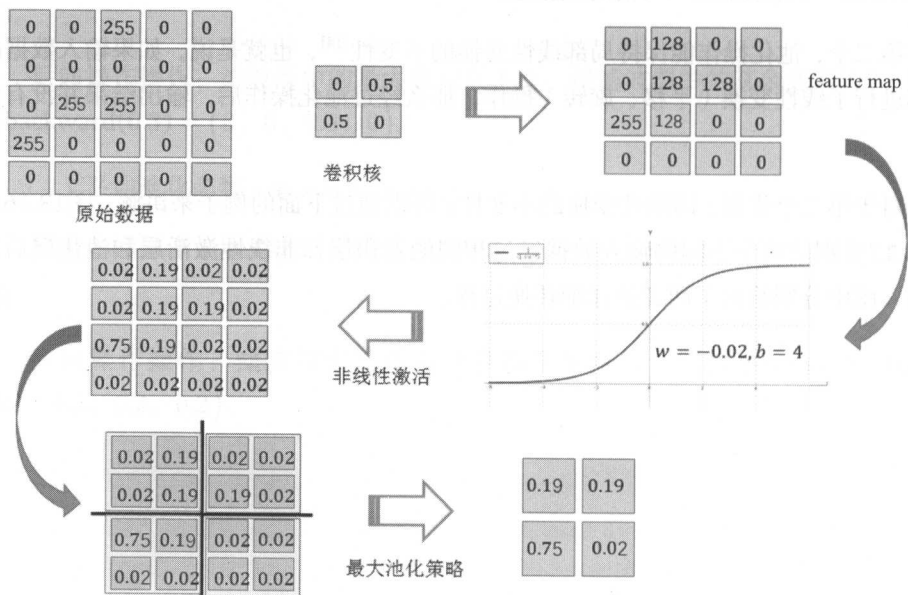 0 0 255 0 0
0 0 0 0 0
0 255 255 0 0
255 0 0 0 0
0 0 0 0 0
原始数据
0 0.5
0.5 0
卷积核
0 128 0 0
0 128 128 0
255 128 0 0
0 0 0 0
feature map
w = −0.02, b = 4
非线性激活
0.02 0.19 0.02 0.02
0.02 0.19 0.19 0.02
0.75 0.19 0.02 0.02
0.02 0.02 0.02 0.02
0.02 0.19 0.02 0.02
0.02 0.19 0.19 0.02
0.75 0.19 0.02 0.02
0.02 0.02 0.02 0.02
最大池化策略
0.19 0.19
0.75 0.02